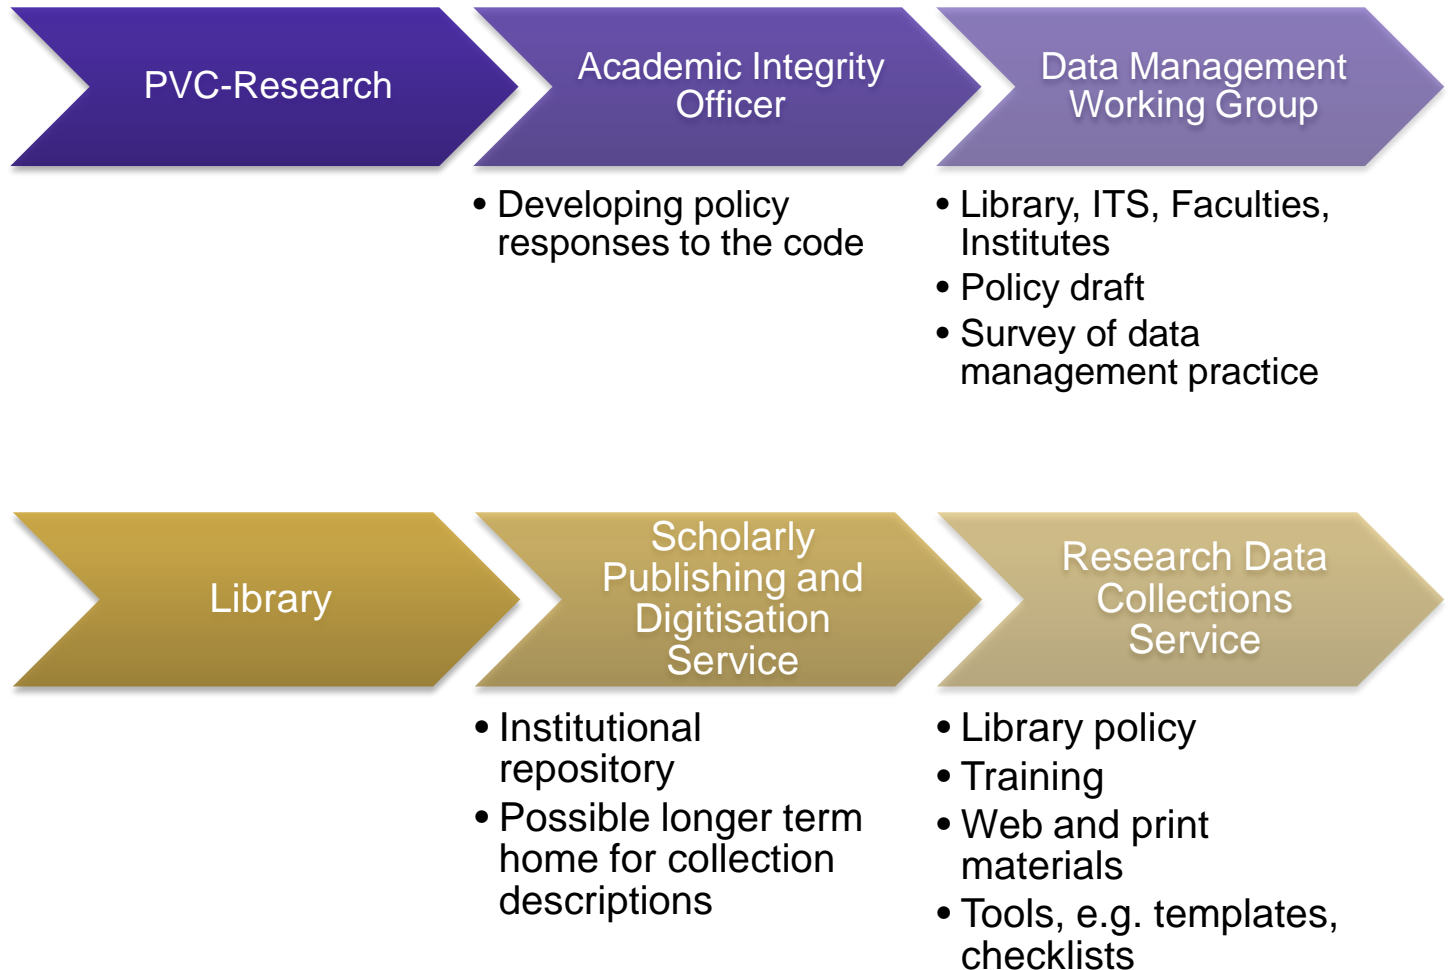 PVC-Research
Academic Integrity
Officer
Data Management
Working Group
• Developing policy
responses to the code
• Library, ITS, Faculties,
Institutes
• Policy draft
• Survey of data
management practice
Library
Scholarly
Publishing and
Digitisation
Service
Research Data
Collections
Service
• Institutional
repository
• Possible longer term
home for collection
descriptions
• Library policy
• Training
• Web and print
materials
• Tools, e.g. templates,
checklists